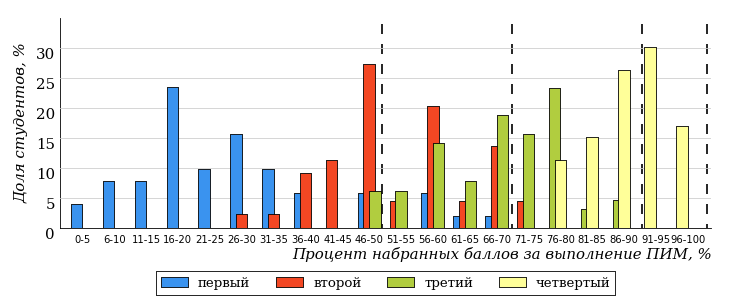 Доля студентов, %
30
25
20
15
10
5
0
0-5 6-10 11-15 16-20 21-25 26-30 31-35 36-40 41-45 46-50 51-55 56-60 61-65 66-70 71-75 76-80 81-85 86-90 91-95 96-100
Процент набранных баллов за выполнение ПИМ, %
первый второй третий четвертый